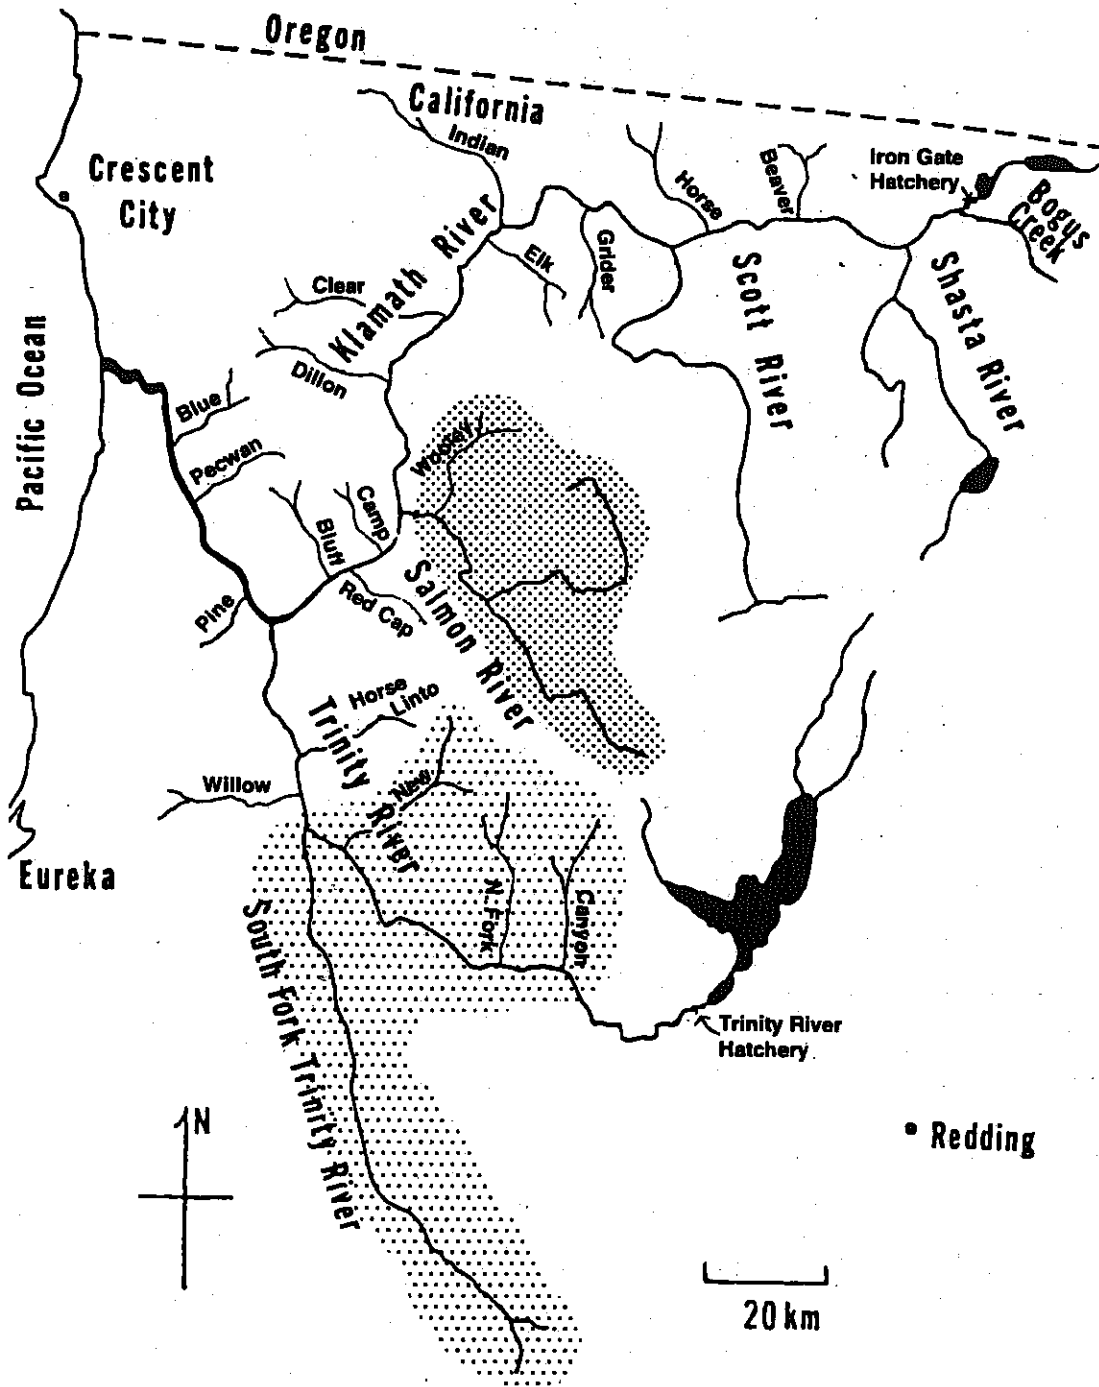 Oregon
California
Indian
Crescent
City
Horse
Beaver
Iron Gate
Hatchery
Bogus
Creek
Klamath River
Elk
Grider
Scott River
Shasta River
Clear
Dillon
Pacific Ocean
Blue
Pecwan
Wooley
Camp
Bluff
Red Cap
Salmon River
Pine
Horse
Linto
Trinity River
Willow
New
Eureka
N. Fork
Canyon
South Fork Trinity River
Trinity River
Hatchery
N
Redding
20 km